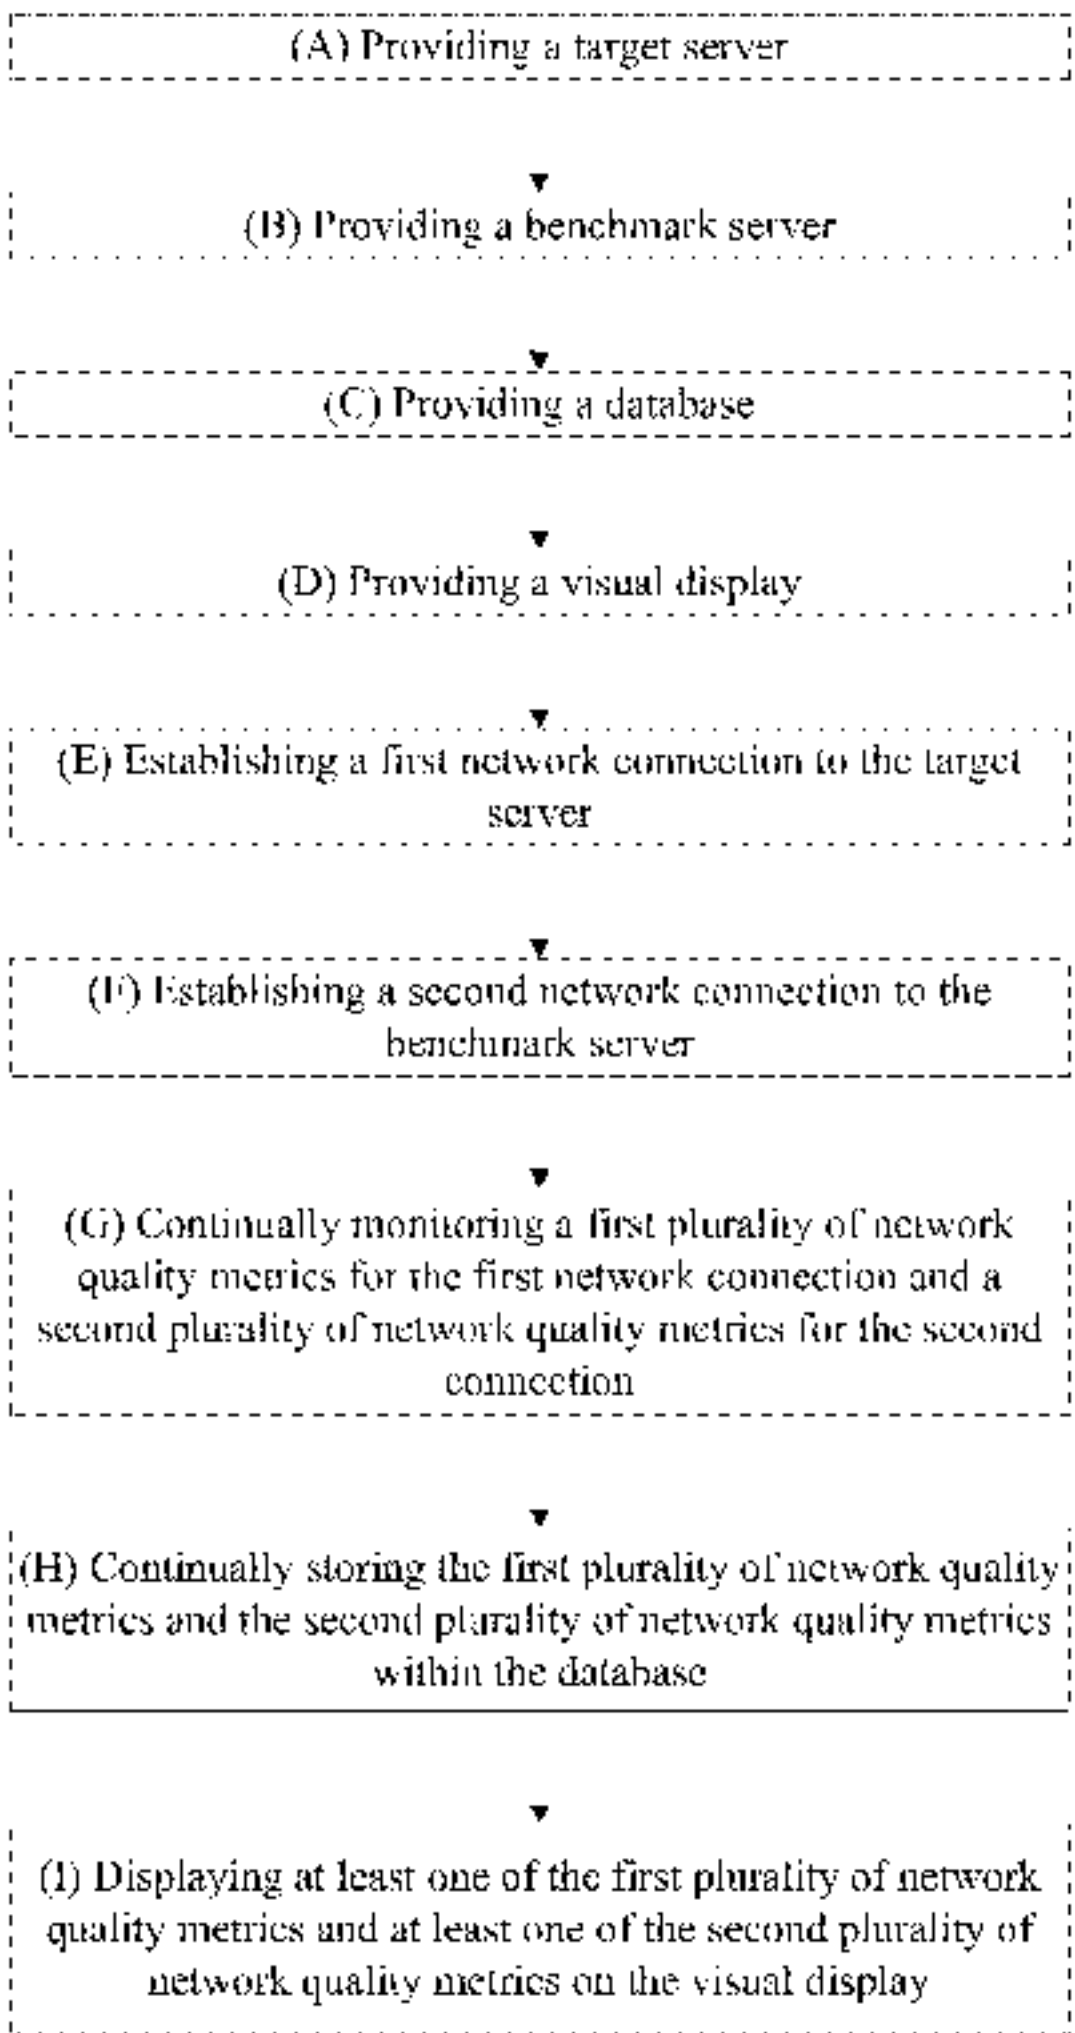 (A) Providing a target server
(B) Providing a benchmark server
(C) Providing a database
(D) Providing a visual display
(E) Establishing a first network connection to the target
server
(F) Establishing a second network connection to the
benchmark server
(G) Continually monitoring a first plurality of network
quality metrics for the first network connection and a
second plurality of network quality metrics for the second
connection
(H) Continually storing the first plurality of network quality
metrics and the second plurality of network quality metrics
within the database
(I) Displaying at least one of the first plurality of network
quality metrics and at least one of the second plurality of
network quality metrics on the visual display